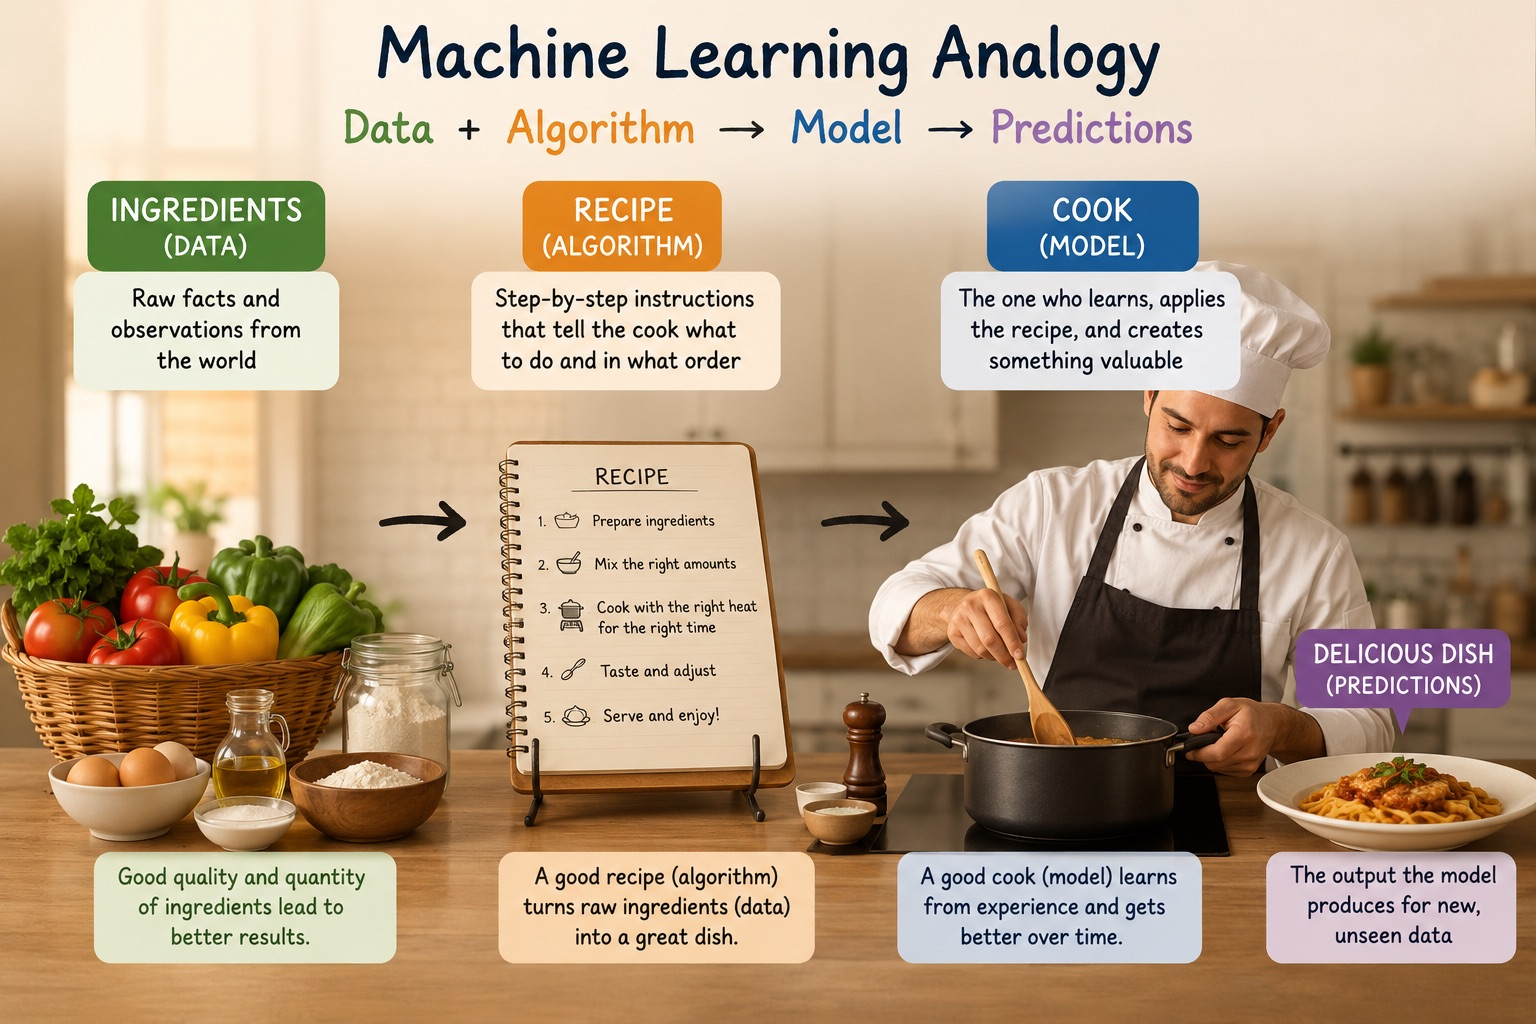 Machine Learning Analogy
Data + Algorithm → Model → Predictions
INGREDIENTS
(DATA)
Raw facts and
observations from
the world
RECIPE
(ALGORITHM)
Step-by-step instructions
that tell the cook what
to do and in what order
COOK
(MODEL)
The one who learns, applies
the recipe, and creates
something valuable
RECIPE
1. Prepare ingredients
2. Mix the right amounts
3. Cook with the right heat
for the right time
4. Taste and adjust
5. Serve and enjoy!
DELICIOUS DISH
(PREDICTIONS)
Good quality and quantity
of ingredients lead to
better results.
A good recipe (algorithm)
turns raw ingredients (data)
into a great dish.
A good cook (model) learns
from experience and gets
better over time.
The output the model
produces for new,
unseen data